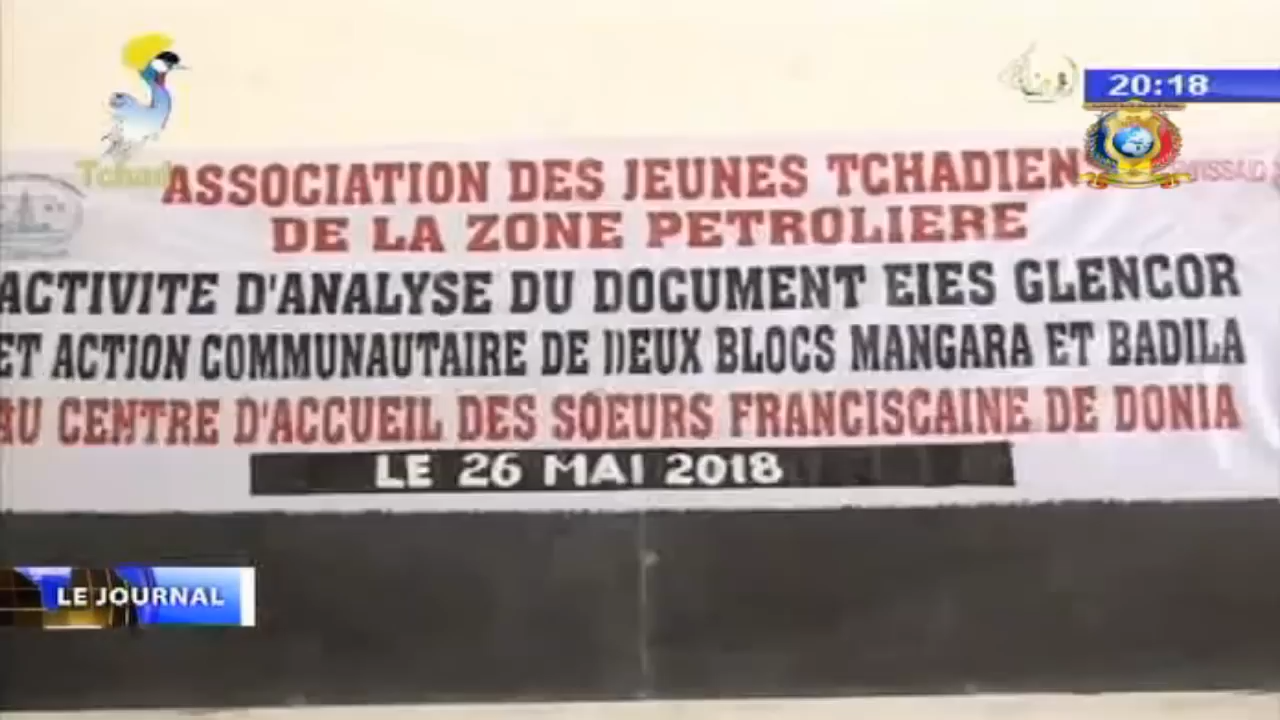 20:18
Tchad
ASSOCIATION DES JEUNES TCHADIEN
DE LA ZONE PETROLIERE
ACTIVITE D'ANALYSE DU DOCUMENT EIES GLENCOR
ET ACTION COMMUNAUTAIRE DE DEUX BLOCS MANGARA ET BADILA
AU CENTRE D'ACCUEIL DES SOEURS FRANCISCAINE DE DONIA
LE 26 MAI 2018
LE JOURNAL